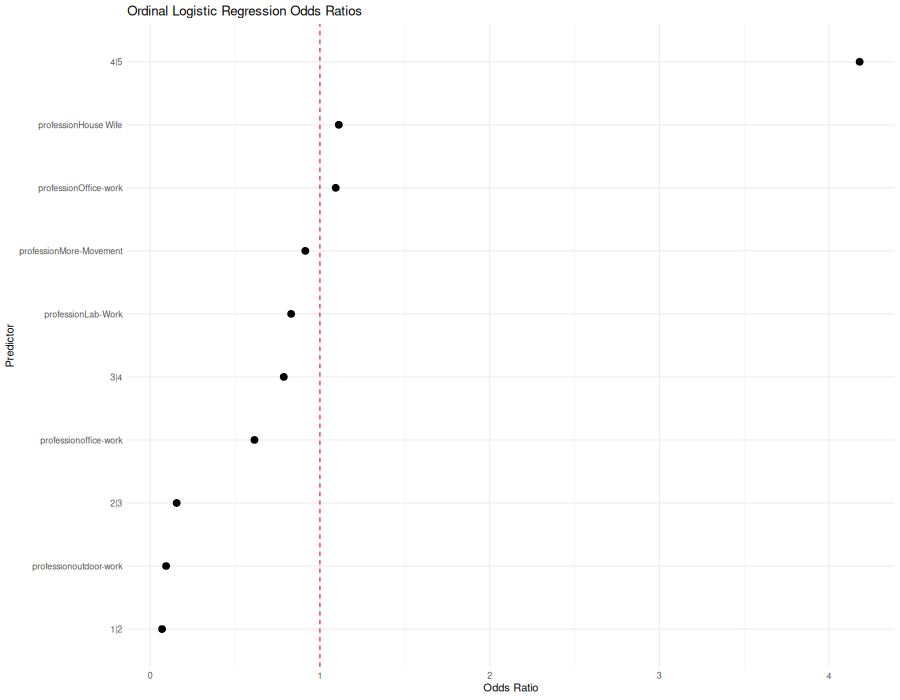 Ordinal Logistic Regression Odds Ratios
4|5
professionHouse Wife
professionOffice-work
professionMore-Movement
professionLab-Work
3|4
professionoffice-work
2|3
professionoutdoor-work
1|2
Predictor
0 1 2 3 4
Odds Ratio